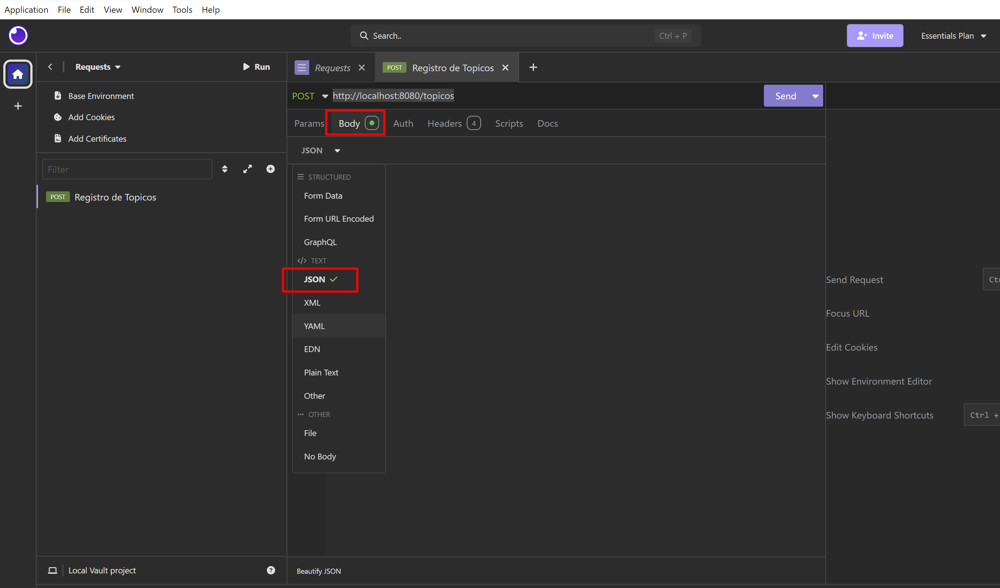 Application File Edit View Window Tools Help
Search.. Ctrl + P
Invite
Essentials Plan
Requests
Run
Requests
POST Registro de Topicos
Base Environment
Add Cookies
Add Certificates
Filter
POST Registro de Topicos
POST http://localhost:8080/topicos
Send
Params Body Auth Headers 4 Scripts Docs
JSON
STRUCTURED
Form Data
Form URL Encoded
GraphQL
</> TEXT
JSON
XML
YAML
EDN
Plain Text
Other
OTHER
File
No Body
Send Request
Focus URL
Edit Cookies
Show Environment Editor
Show Keyboard Shortcuts Ctrl +
Local Vault project
Beautify JSON